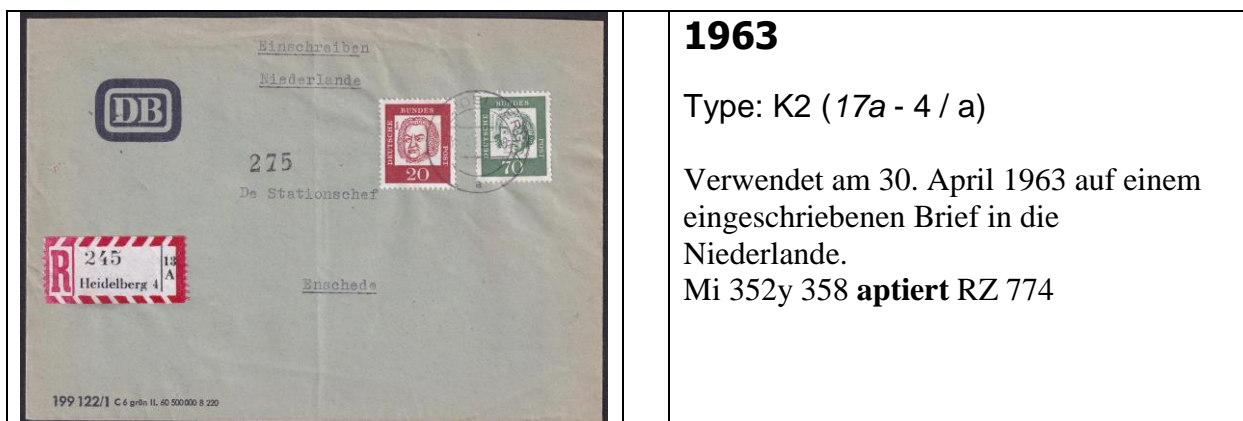 Einschreiben
Niederlande
DB
DEUTSCHE BUNDES POST
20
DEUTSCHE BUNDES POST
70
a
275
De Stationschef
R 245 13
A
Heidelberg 4
Enschede
199 122/1 C 6 grün II. 60 500 000 B 220
1963
Type: K2 (17a - 4 / a)
Verwendet am 30. April 1963 auf einem
eingeschriebenen Brief in die
Niederlande.
Mi 352y 358 aptiert RZ 774